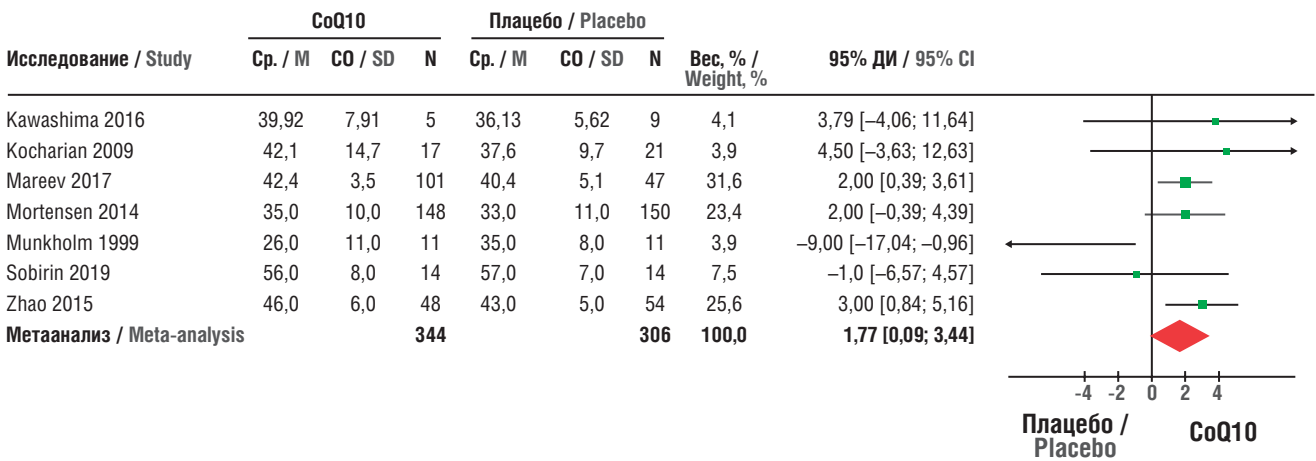 CoQ10 Плацебо / Placebo
Исследование / Study Ср. / M СО / SD N Ср. / M СО / SD N Вес, % / Weight, % 95% ДИ / 95% CI
Kawashima 2016 39,92 7,91 5 36,13 5,62 9 4,1 3,79 [–4,06; 11,64]
Kocharian 2009 42,1 14,7 17 37,6 9,7 21 3,9 4,50 [–3,63; 12,63]
Mareev 2017 42,4 3,5 101 40,4 5,1 47 31,6 2,00 [0,39; 3,61]
Mortensen 2014 35,0 10,0 148 33,0 11,0 150 23,4 2,00 [–0,39; 4,39]
Munkholm 1999 26,0 11,0 11 35,0 8,0 11 3,9 –9,00 [–17,04; –0,96]
Sobirin 2019 56,0 8,0 14 57,0 7,0 14 7,5 –1,0 [–6,57; 4,57]
Zhao 2015 46,0 6,0 48 43,0 5,0 54 25,6 3,00 [0,84; 5,16]
Метаанализ / Meta-analysis 344 306 100,0 1,77 [0,09; 3,44]
-4 -2 0 2 4
Плацебо / Placebo CoQ10